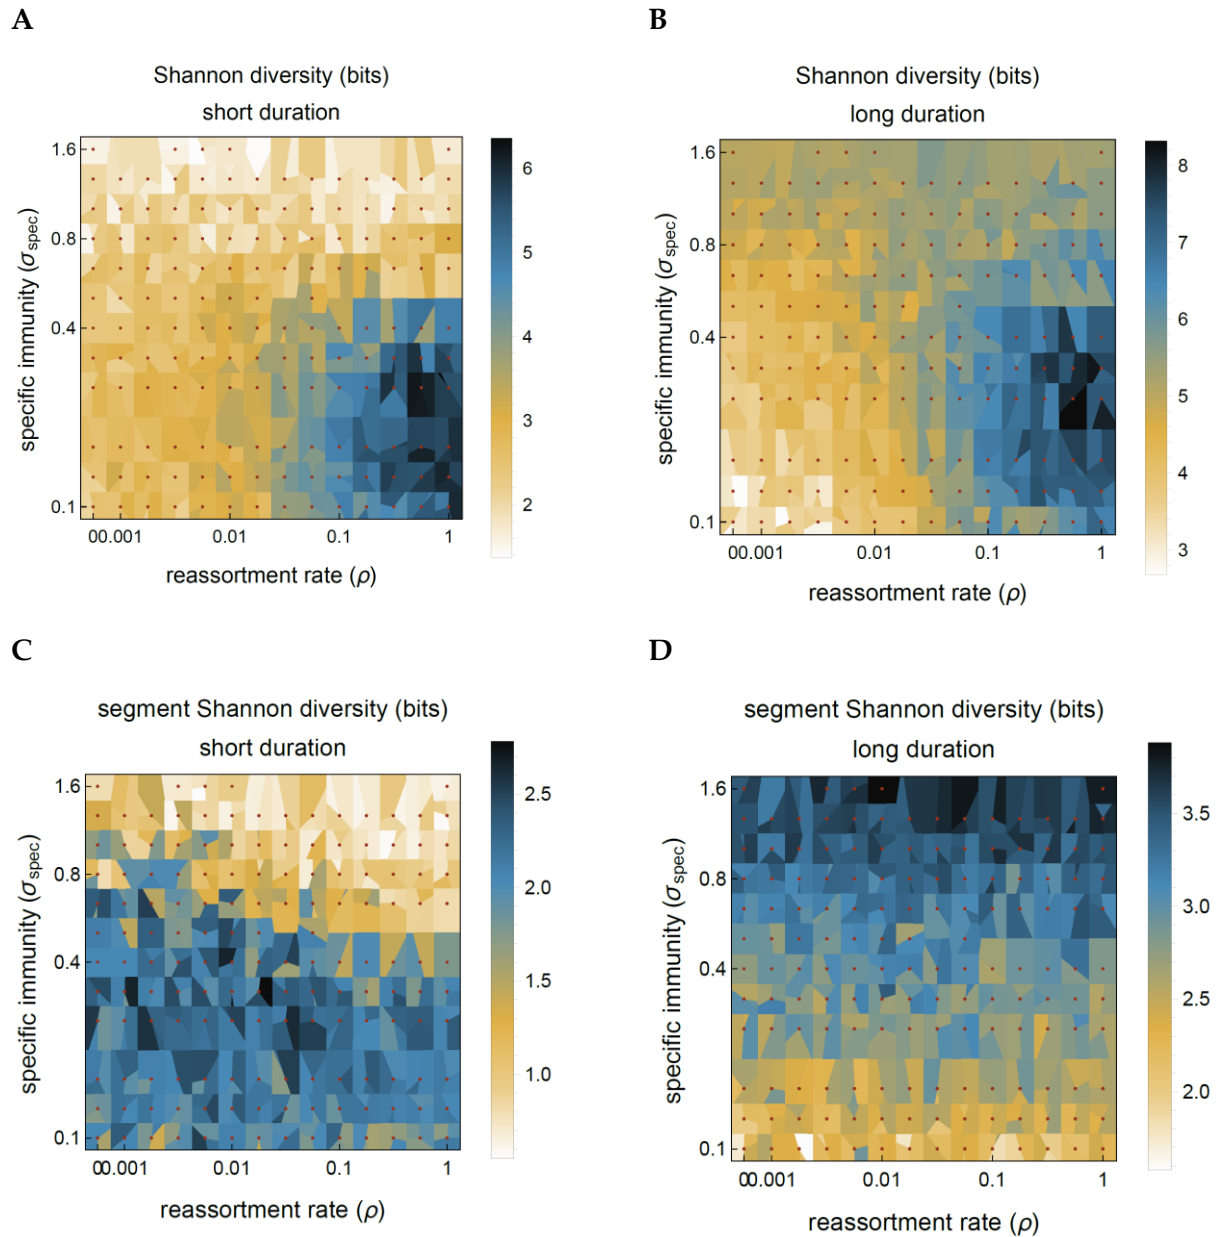 A
Shannon diversity (bits)
short duration
specific immunity (σspec)
1.6
0.8
0.4
0.1
00.001
0.01
0.1
1
reassortment rate (ρ)
6
5
4
3
2
B
Shannon diversity (bits)
long duration
specific immunity (σspec)
1.6
0.8
0.4
0.1
00.001
0.01
0.1
1
reassortment rate (ρ)
8
7
6
5
4
3
C
segment Shannon diversity (bits)
short duration
specific immunity (σspec)
1.6
0.8
0.4
0.1
00.001
0.01
0.1
1
reassortment rate (ρ)
2.5
2.0
1.5
1.0
D
segment Shannon diversity (bits)
long duration
specific immunity (σspec)
1.6
0.8
0.4
0.1
00.001
0.01
0.1
1
reassortment rate (ρ)
3.5
3.0
2.5
2.0